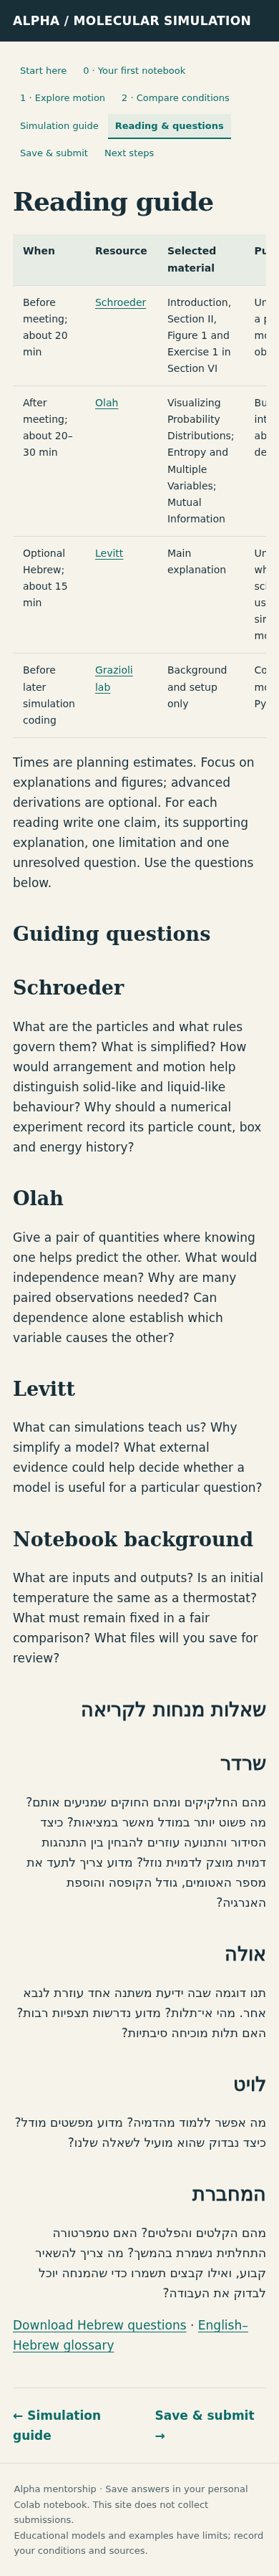 ALPHA / MOLECULAR SIMULATION
Start here 0 · Your first notebook
1 · Explore motion 2 · Compare conditions
Simulation guide Reading & questions
Save & submit Next steps
Reading guide
When Resource Selected material
Before meeting; about 20 min Schroeder Introduction, Section II, Figure 1 and Exercise 1 in Section VI
After meeting; about 20–30 min Olah Visualizing Probability Distributions; Entropy and Multiple Variables; Mutual Information
Optional Hebrew; about 15 min Levitt Main explanation
Before later simulation coding Grazioli lab Background and setup only
Times are planning estimates. Focus on
explanations and figures; advanced
derivations are optional. For each
reading write one claim, its supporting
explanation, one limitation and one
unresolved question. Use the questions
below.
Guiding questions
Schroeder
What are the particles and what rules
govern them? What is simplified? How
would arrangement and motion help
distinguish solid-like and liquid-like
behaviour? Why should a numerical
experiment record its particle count, box
and energy history?
Olah
Give a pair of quantities where knowing
one helps predict the other. What would
independence mean? Why are many
paired observations needed? Can
dependence alone establish which
variable causes the other?
Levitt
What can simulations teach us? Why
simplify a model? What external
evidence could help decide whether a
model is useful for a particular question?
Notebook background
What are inputs and outputs? Is an initial
temperature the same as a thermostat?
What must remain fixed in a fair
comparison? What files will you save for
review?
שאלות מנחות לקריאה
שרדר
מהם החלקיקים ומהם החוקים שמניעים אותם?
מה פשוט יותר במודל מאשר במציאות? כיצד
הסידור והתנועה עוזרים להבחין בין התנהגות
דמוית מוצק לדמוית נוזל? מדוע צריך לתעד את
מספר האטומים, גודל הקופסה והוספת
האנרגיה?
אולה
תנו דוגמה שבה ידיעת משתנה אחד עוזרת לנבא
אחר. מהי אי־תלות? מדוע נדרשות תצפיות רבות?
האם תלות מוכיחה סיבתיות?
לויט
מה אפשר ללמוד מהדמיה? מדוע מפשטים מודל?
כיצד נבדוק שהוא מועיל לשאלה שלנו?
המחברת
מהם הקלטים והפלטים? האם טמפרטורה
התחלתית נשמרת בהמשך? מה צריך להשאיר
קבוע, ואילו קבצים תשמרו כדי שהמנחה יוכל
לבדוק את העבודה?
Download Hebrew questions · English–
Hebrew glossary
← Simulation guide
Save & submit →
Alpha mentorship · Save answers in your personal
Colab notebook. This site does not collect
submissions.
Educational models and examples have limits; record
your conditions and sources.